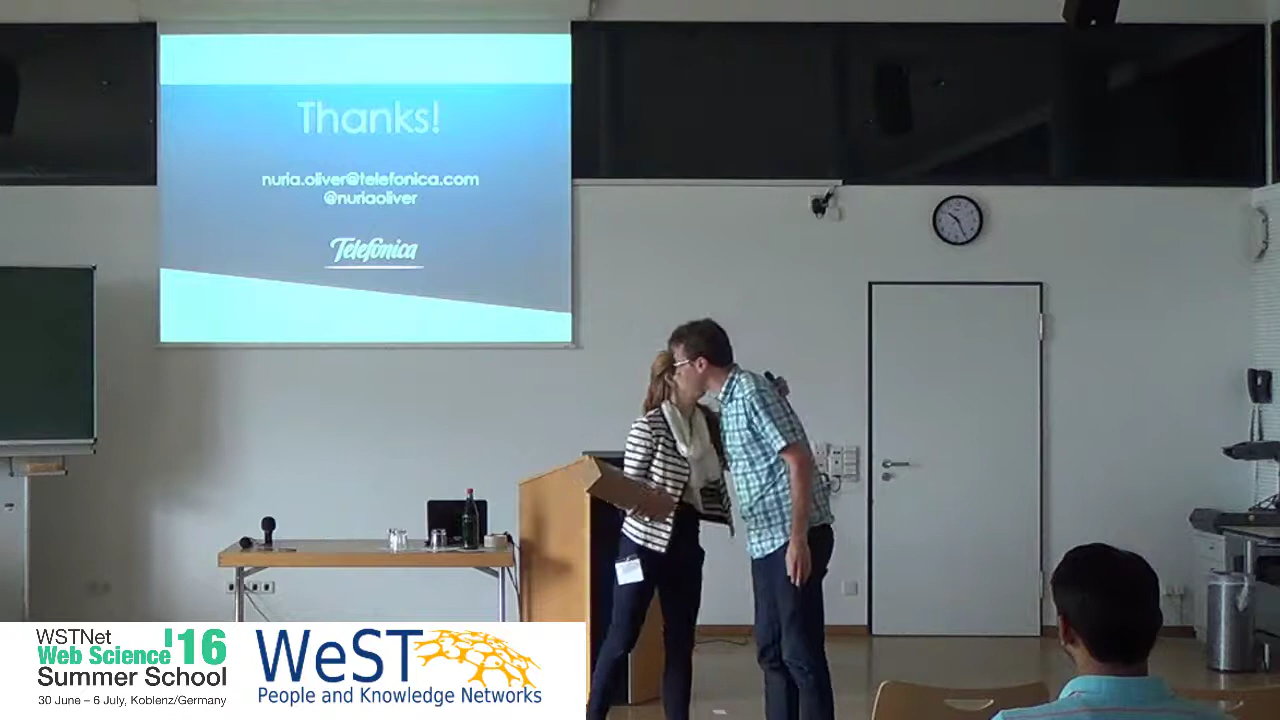 Thanks!
nuria.oliver@telefonica.com
@nuriaoliver
Telefonica
WSTNet
Web Science '16
Summer School
30 June – 6 July, Koblenz/Germany
WeST
People and Knowledge Networks